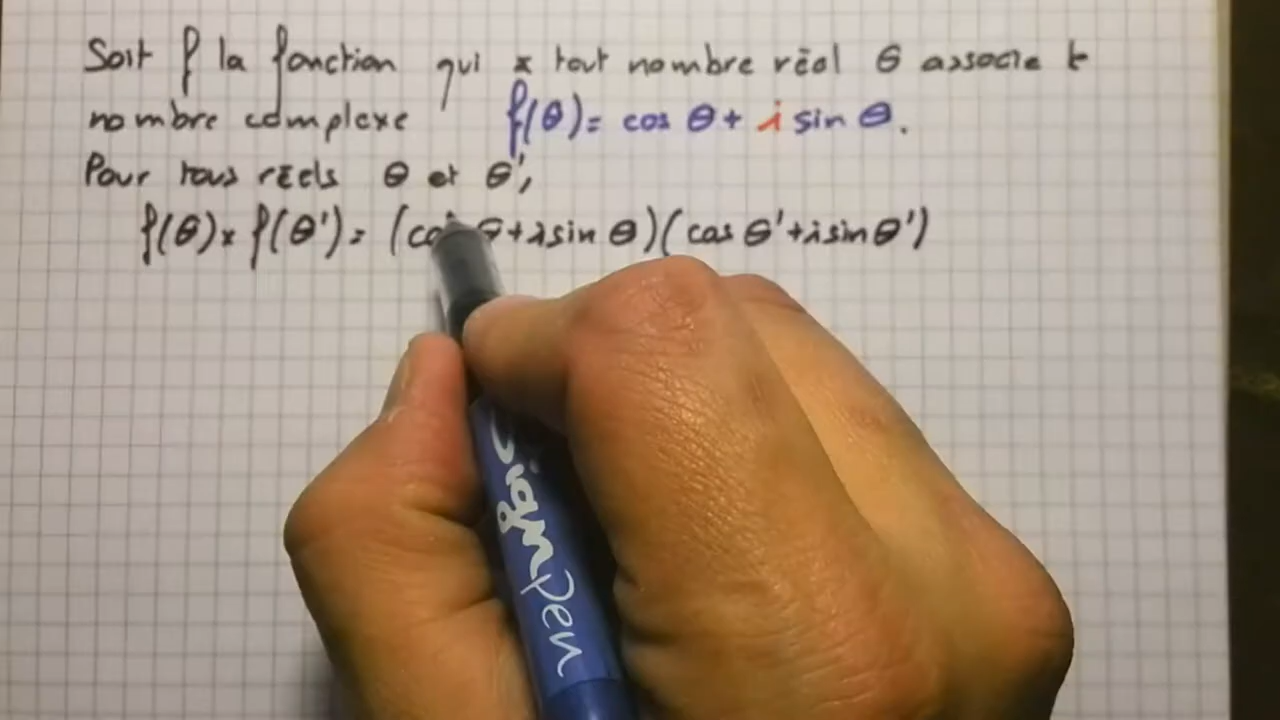 Soit f la fonction qui à tout nombre réel θ associe le
nombre complexe f(θ) = cos θ + i sin θ.
Pour tous réels θ et θ',
f(θ) × f(θ') = (cos θ + i sin θ)(cos θ' + i sin θ')
Signpen